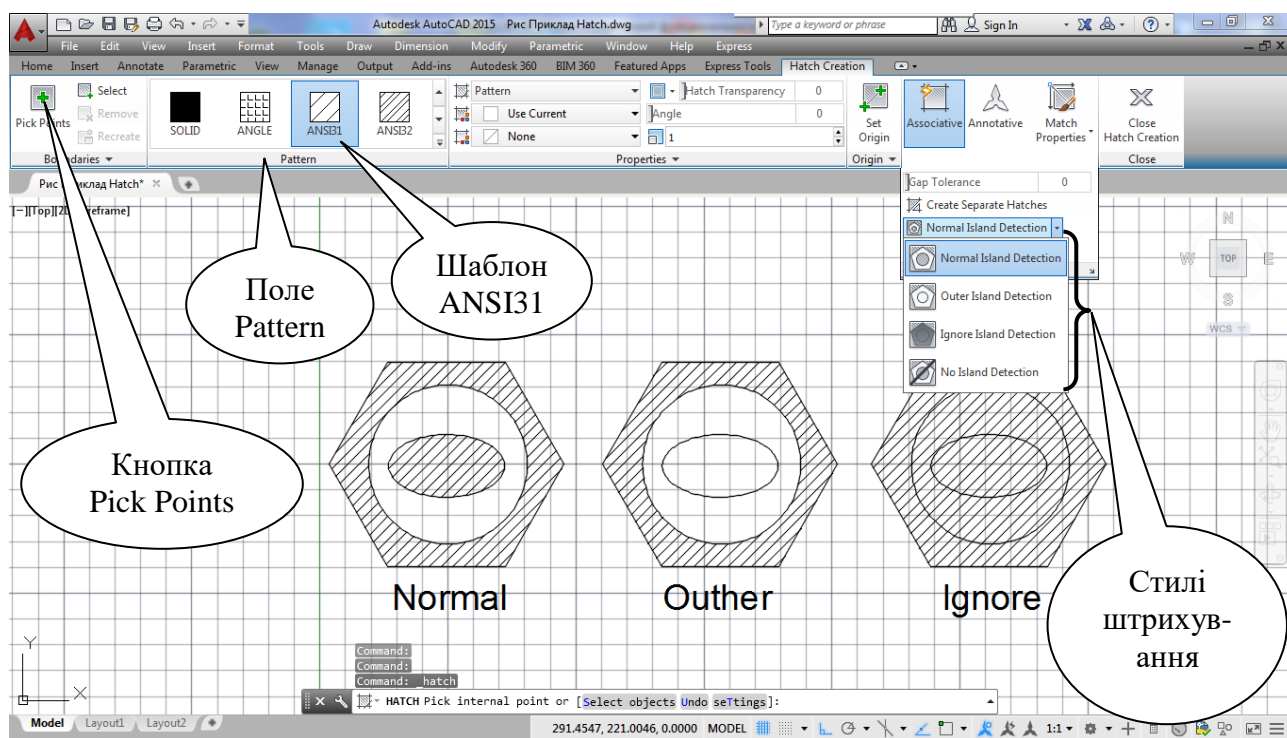 Autodesk AutoCAD 2015 Рис Приклад Hatch.dwg Type a keyword or phrase Sign In
File Edit View Insert Format Tools Draw Dimension Modify Parametric Window Help Express
Home Insert Annotate Parametric View Manage Output Add-ins Autodesk 360 BIM 360 Featured Apps Express Tools Hatch Creation
Pick Points
Select
Remove
Recreate
Boundaries
SOLID ANGLE ANSI31 ANSI32
Pattern
Pattern Hatch Transparency 0
Use Current Angle 0
None 1
Properties
Set
Origin
Origin
Associative Annotative Match
Properties
Close
Hatch Creation
Close
Gap Tolerance 0
Create Separate Hatches
Normal Island Detection
Normal Island Detection
Outer Island Detection
Ignore Island Detection
No Island Detection
Рис Приклад Hatch*
[-][Top][2D Wireframe]
N
W TOP E
S
WCS
Поле
Pattern
Шаблон
ANSI31
Кнопка
Pick Points
Стилі
штрихув-
ання
Normal Outher Ignore
Y
X
Command:
Command:
Command: _hatch
HATCH Pick internal point or [Select objects Undo seTtings]:
Model Layout1 Layout2
291.4547, 221.0046, 0.0000 MODEL 1:1